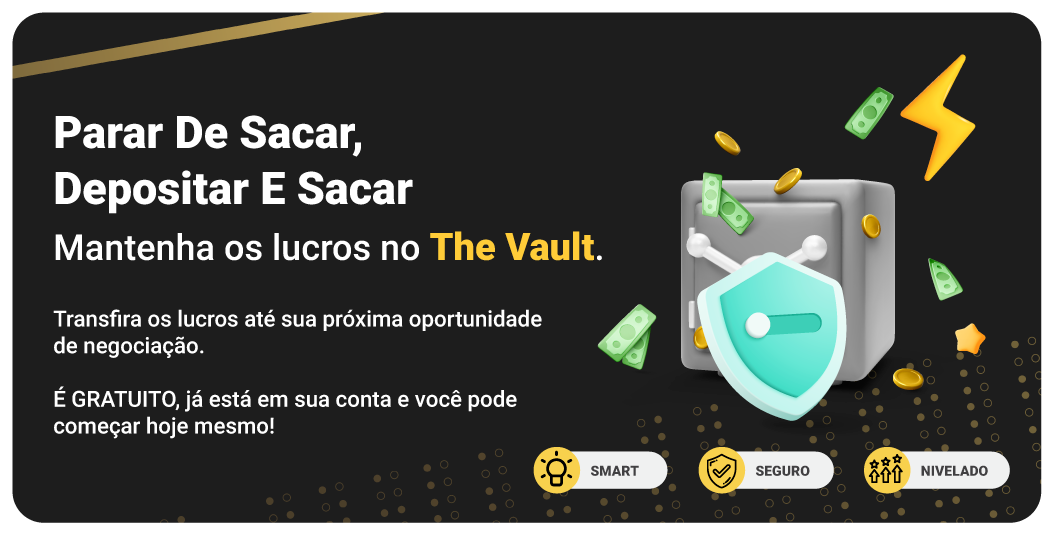 Parar De Sacar,
Depositar E Sacar
Mantenha os lucros no The Vault.
Transfira os lucros até sua próxima oportunidade
de negociação.
É GRATUITO, já está em sua conta e você pode
começar hoje mesmo!
SMART
SEGURO
NIVELADO